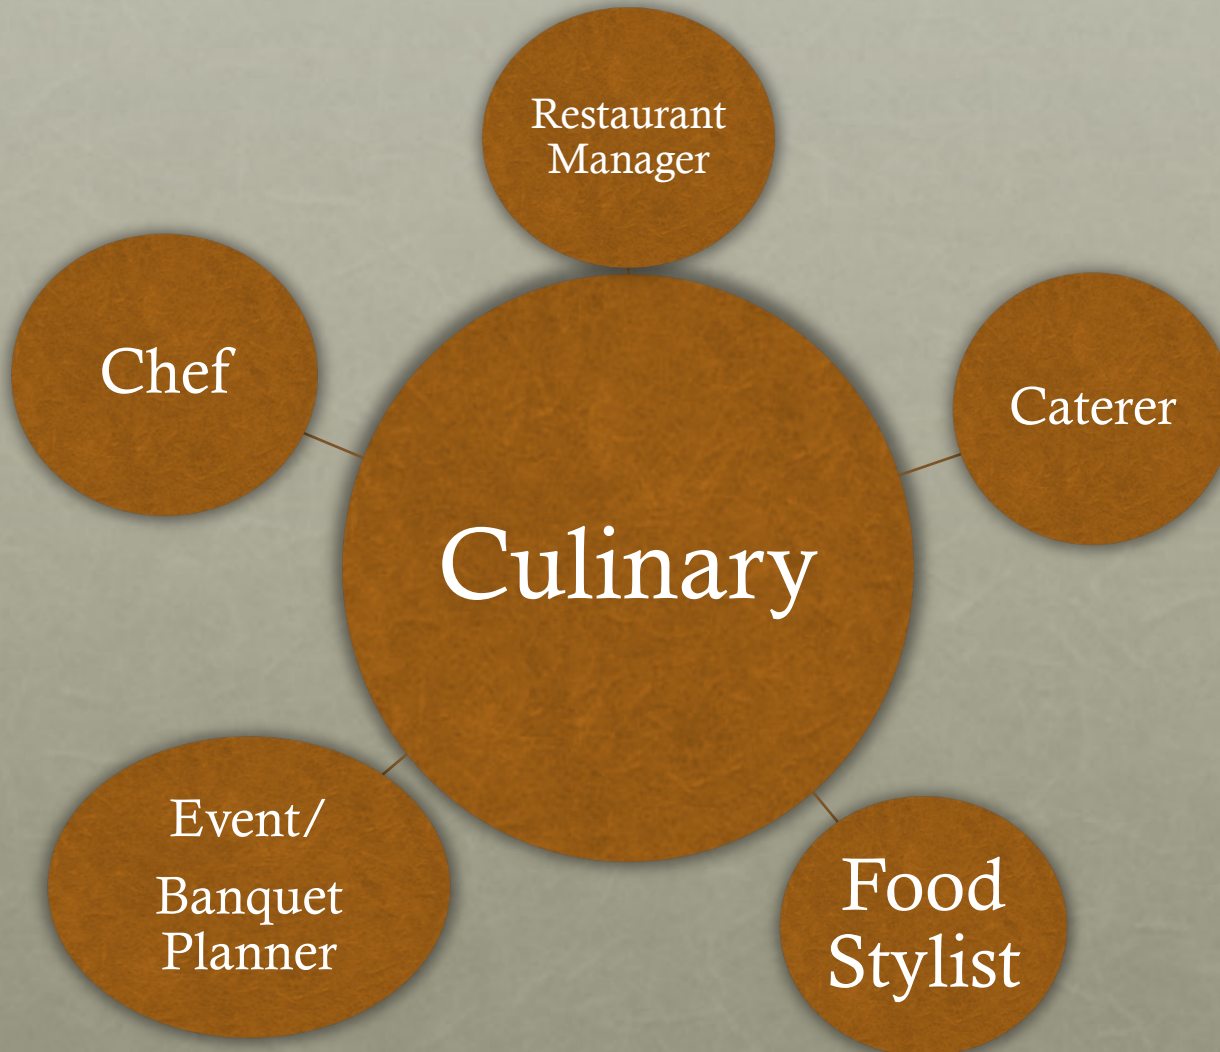 Restaurant
Manager
Chef
Caterer
Culinary
Event/
Banquet
Planner
Food
Stylist